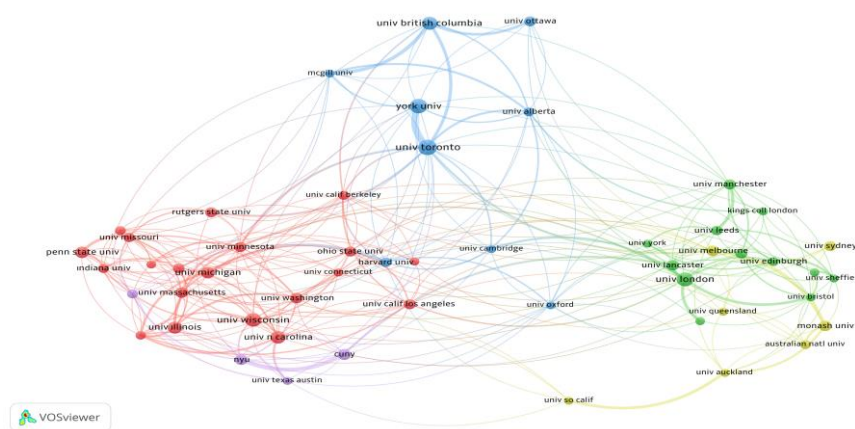 univ british columbia
univ ottawa
mcgill univ
york univ
univ alberta
univ toronto
univ calif berkeley
univ manchester
rutgers state univ
kings coll london
univ missouri
univ leeds
penn state univ
univ minnesota
ohio state univ
univ cambridge
univ york
univ melbourne
univ sydney
indiana univ
univ michigan
harvard univ
univ connecticut
univ lancaster
univ edinburgh
univ london
univ sheffie
univ massachusetts
univ washington
univ calif los angeles
univ oxford
univ bristol
univ queensland
univ illinois
univ wisconsin
univ n carolina
monash univ
australian natl univ
nyu
cuny
univ texas austin
univ auckland
univ so calif
VOSviewer